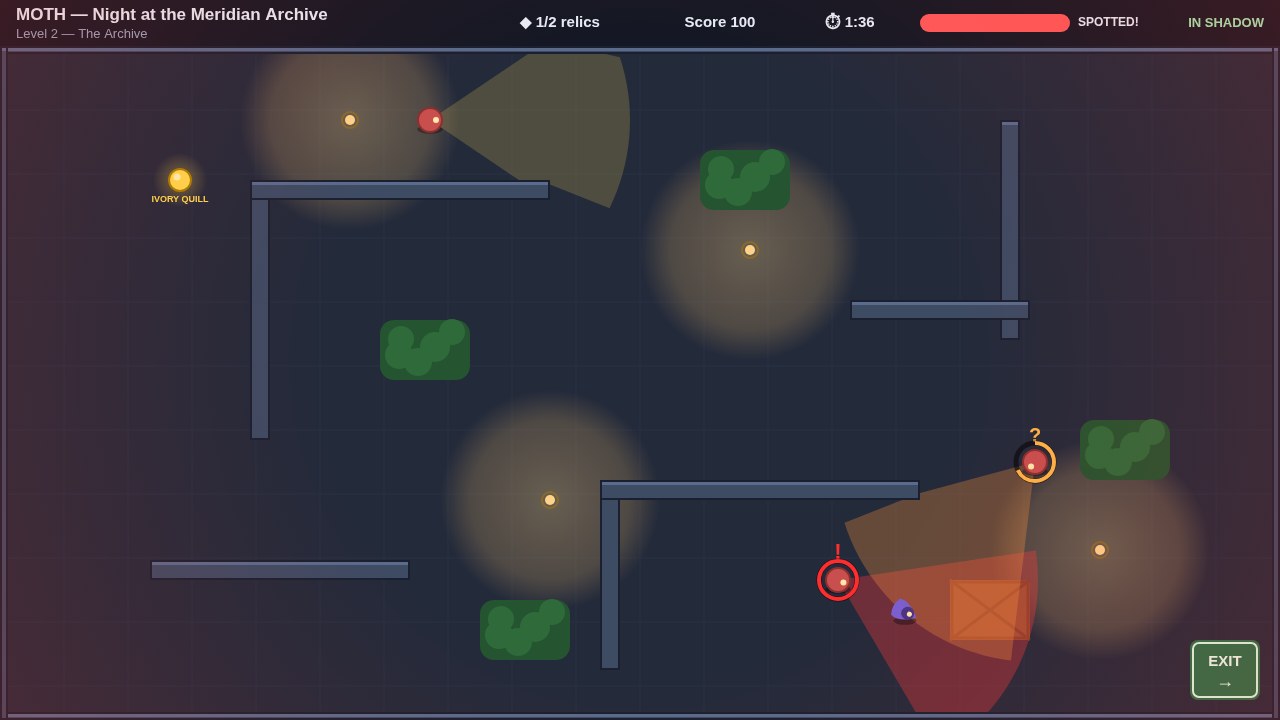 MOTH — Night at the Meridian Archive
Level 2 — The Archive
◆ 1/2 relics
Score 100
⏱ 1:36
SPOTTED!
IN SHADOW
IVORY QUILL
?
!
EXIT
→